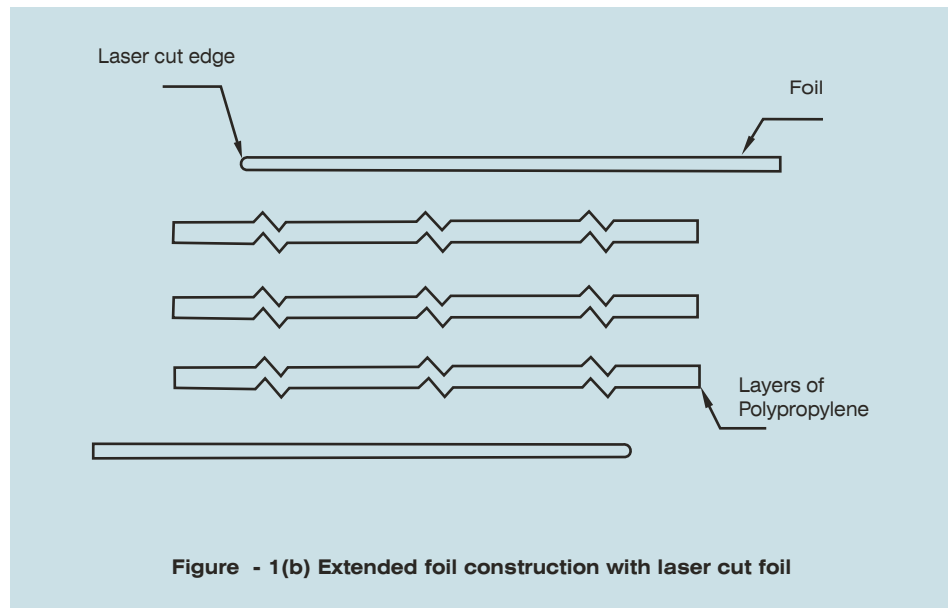 Laser cut edge
Foil
Layers of
Polypropylene
Figure - 1(b) Extended foil construction with laser cut foil